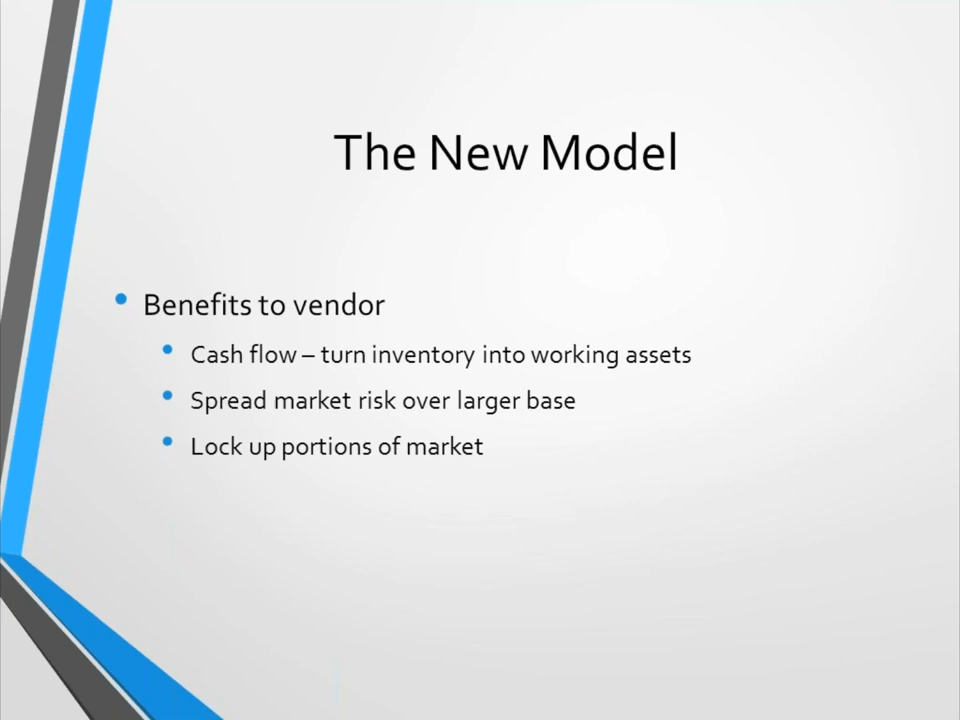 The New Model
• Benefits to vendor
• Cash flow – turn inventory into working assets
• Spread market risk over larger base
• Lock up portions of market